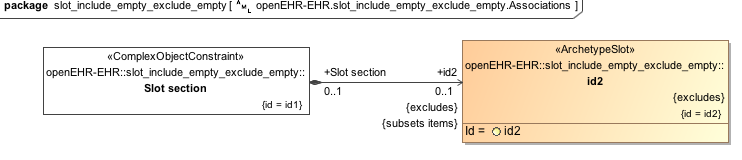 package slot_include_empty_exclude_empty [ AML openEHR-EHR.slot_include_empty_exclude_empty.Associations ]
«ComplexObjectConstraint»
openEHR-EHR::slot_include_empty_exclude_empty::
Slot section
{id = id1}
+Slot section
0..1
+id2
0..1
{excludes}
{subsets items}
«ArchetypeSlot»
openEHR-EHR::slot_include_empty_exclude_empty::
id2
{excludes}
{id = id2}
Id = id2